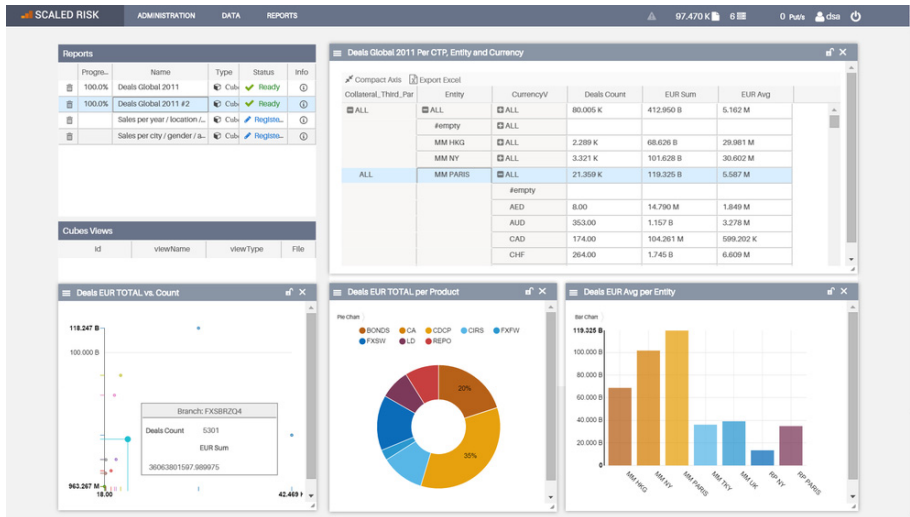 SCALED RISK ADMINISTRATION DATA REPORTS 97.470 K 6 0 Put/s dsa
Reports
Progre... Name Type Status Info
100.0% Deals Global 2011 Cub Ready
100.0% Deals Global 2011 #2 Cub Ready
Sales per year / location /... Cub Registe...
Sales per city / gender / a... Cub Registe...
Cubes Views
id viewName viewType File
Deals Global 2011 Per CTP, Entity and Currency
Compact Axis Export Excel
Collateral_Third_Par Entity CurrencyV Deals Count EUR Sum EUR Avg
ALL ALL ALL 80.005 K 412.950 B 5.162 M
#empty ALL
MM HKG ALL 2.289 K 68.626 B 29.981 M
MM NY ALL 3.321 K 101.628 B 30.602 M
ALL MM PARIS ALL 21.359 K 119.325 B 5.587 M
#empty
AED 8.00 14.790 M 1.849 M
AUD 353.00 1.157 B 3.278 M
CAD 174.00 104.261 M 599.202 K
CHF 264.00 1.745 B 6.609 M
Deals EUR TOTAL vs. Count
118.247 B
100.000 B
Branch: FXSBRZQ4
Deals Count 5301
EUR Sum
36063801597.989975
963.267 M
18.00 42.469
Deals EUR TOTAL per Product
Pie Chart
BONDS CA CDCP CIRS FXFW
FXSW LD REPO
20%
35%
Deals EUR Avg per Entity
Bar Chart
119.325 B
100.000 B
80.000 B
60.000 B
40.000 B
20.000 B
0
MM HKG MM NY MM PARIS MM TKY MM UK RP NY RP PARIS